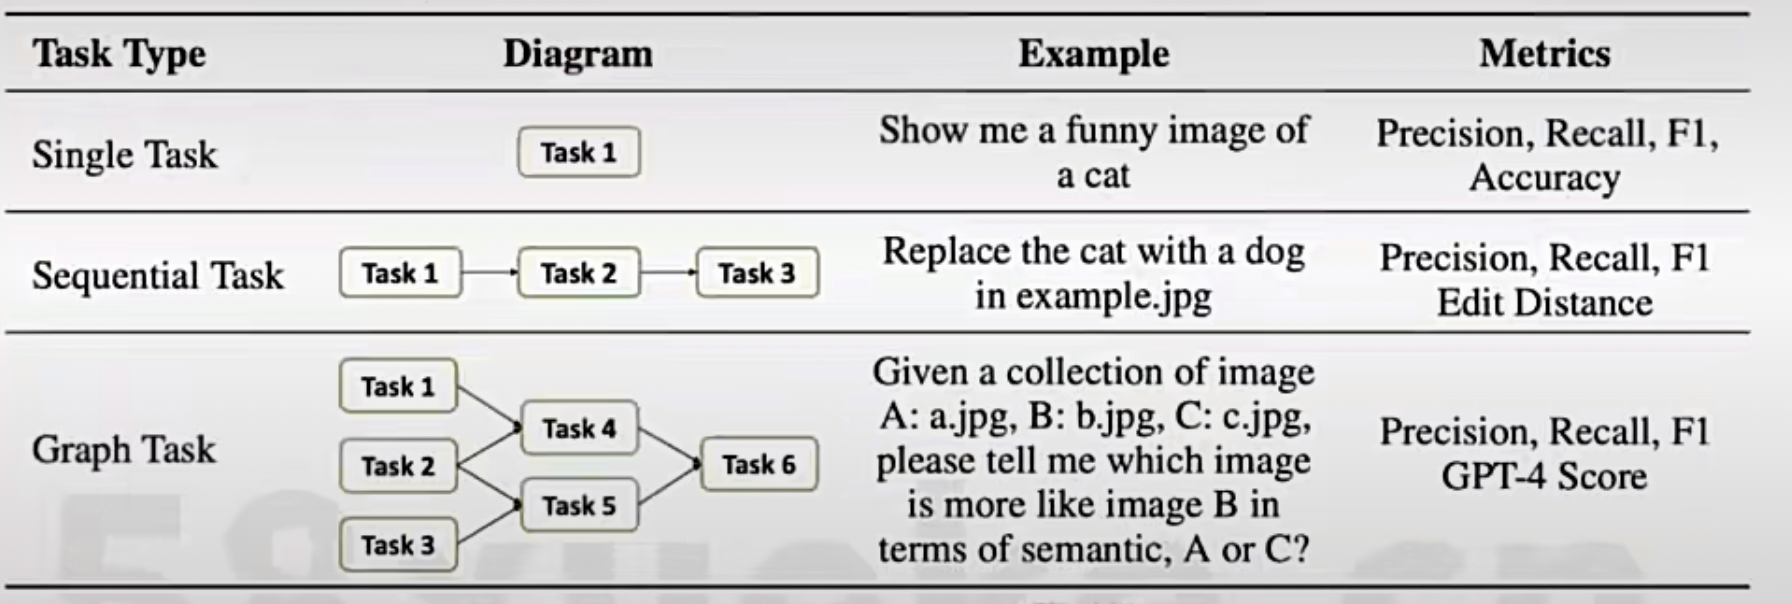 Task Type Diagram Example Metrics
Single Task
Task 1
Show me a funny image of
a cat
Precision, Recall, F1,
Accuracy
Sequential Task
Task 1 Task 2 Task 3
Replace the cat with a dog
in example.jpg
Precision, Recall, F1
Edit Distance
Graph Task
Task 1
Task 2
Task 3
Task 4
Task 5
Task 6
Given a collection of image
A: a.jpg, B: b.jpg, C: c.jpg,
please tell me which image
is more like image B in
terms of semantic, A or C?
Precision, Recall, F1
GPT-4 Score